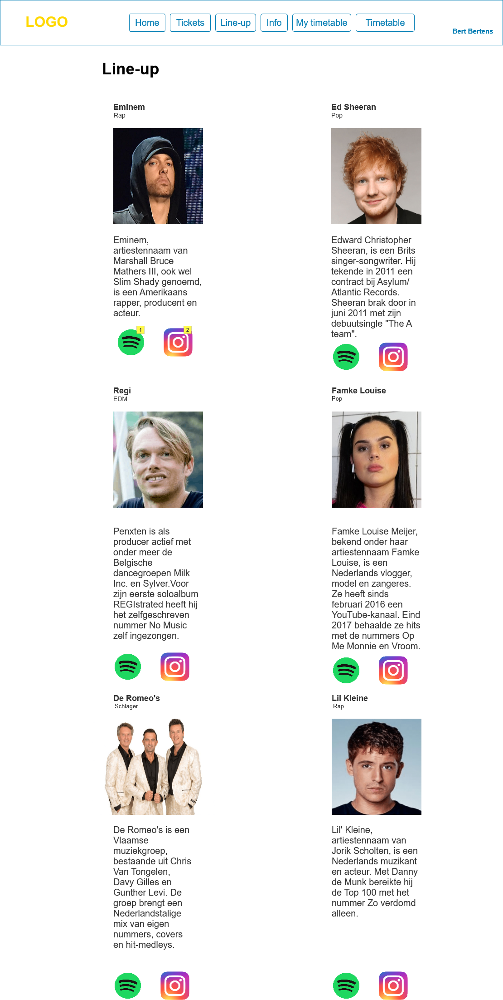 LOGO
Home
Tickets
Line-up
Info
My timetable
Timetable
Bert Bertens
Line-up
Eminem
Rap
Eminem,
artiestennaam van
Marshall Bruce
Mathers III, ook wel
Slim Shady genoemd,
is een Amerikaans
rapper, producent en
acteur.
1
2
Ed Sheeran
Pop
Edward Christopher
Sheeran, is een Brits
singer-songwriter. Hij
tekende in 2011 een
contract bij Asylum/
Atlantic Records.
Sheeran brak door in
juni 2011 met zijn
debuutsingle "The A
team".
Regi
EDM
Penxten is als
producer actief met
onder meer de
Belgische
dancegroepen Milk
Inc. en Sylver.Voor
zijn eerste soloalbum
REGIstrated heeft hij
het zelfgeschreven
nummer No Music
zelf ingezongen.
Famke Louise
Pop
Famke Louise Meijer,
bekend onder haar
artiestennaam Famke
Louise, is een
Nederlands vlogger,
model en zangeres.
Ze heeft sinds
februari 2016 een
YouTube-kanaal. Eind
2017 behaalde ze hits
met de nummers Op
Me Monnie en Vroom.
De Romeo's
Schlager
De Romeo's is een
Vlaamse
muziekgroep,
bestaande uit Chris
Van Tongelen,
Davy Gilles en
Gunther Levi. De
groep brengt een
Nederlandstalige
mix van eigen
nummers, covers
en hit-medleys.
Lil Kleine
Rap
Lil' Kleine,
artiestennaam van
Jorik Scholten, is een
Nederlands muzikant
en acteur. Met Danny
de Munk bereikte hij
de Top 100 met het
nummer Zo verdomd
alleen.